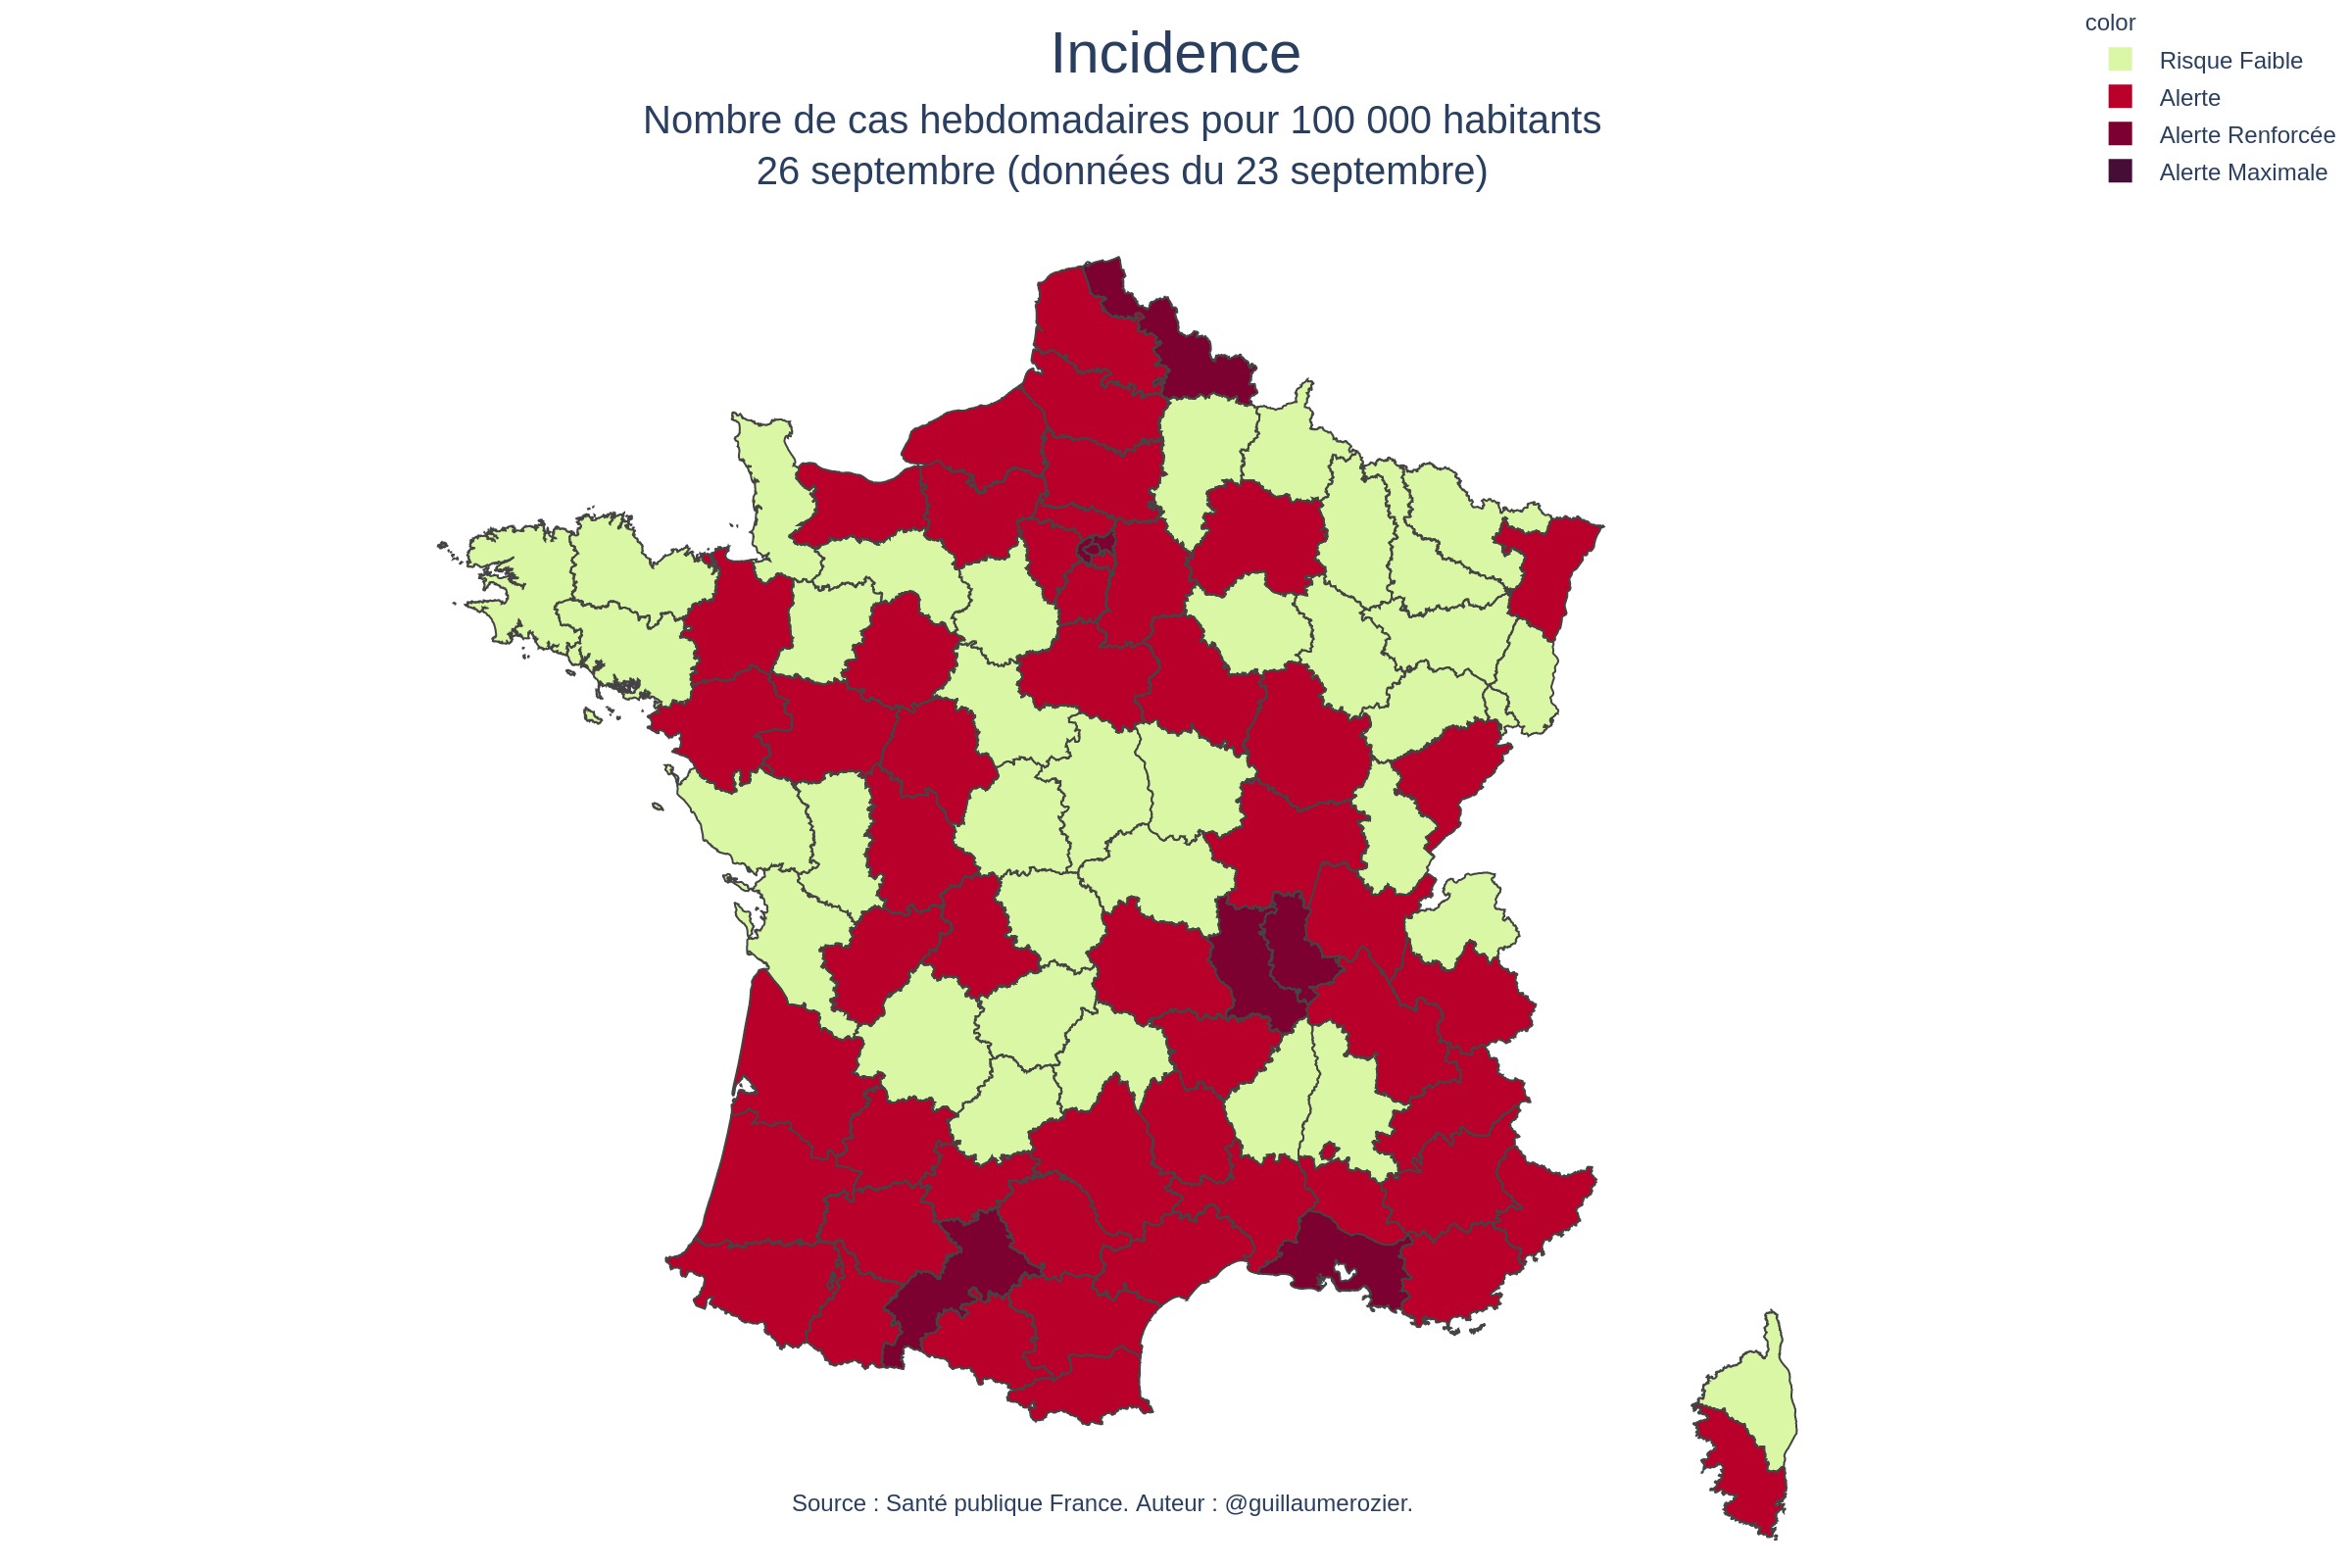 Incidence
Nombre de cas hebdomadaires pour 100 000 habitants
26 septembre (données du 23 septembre)
color
Risque Faible
Alerte
Alerte Renforcée
Alerte Maximale
Source : Santé publique France. Auteur : @guillaumerozier.